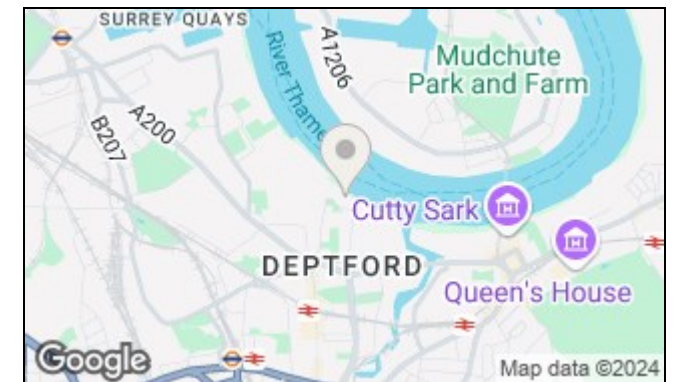 SURREY QUAYS
A1206
River Thame
Mudchute
Park and Farm
A200
B207
Cutty Sark
DEPTFORD
Queen's House
Google
Map data ©2024